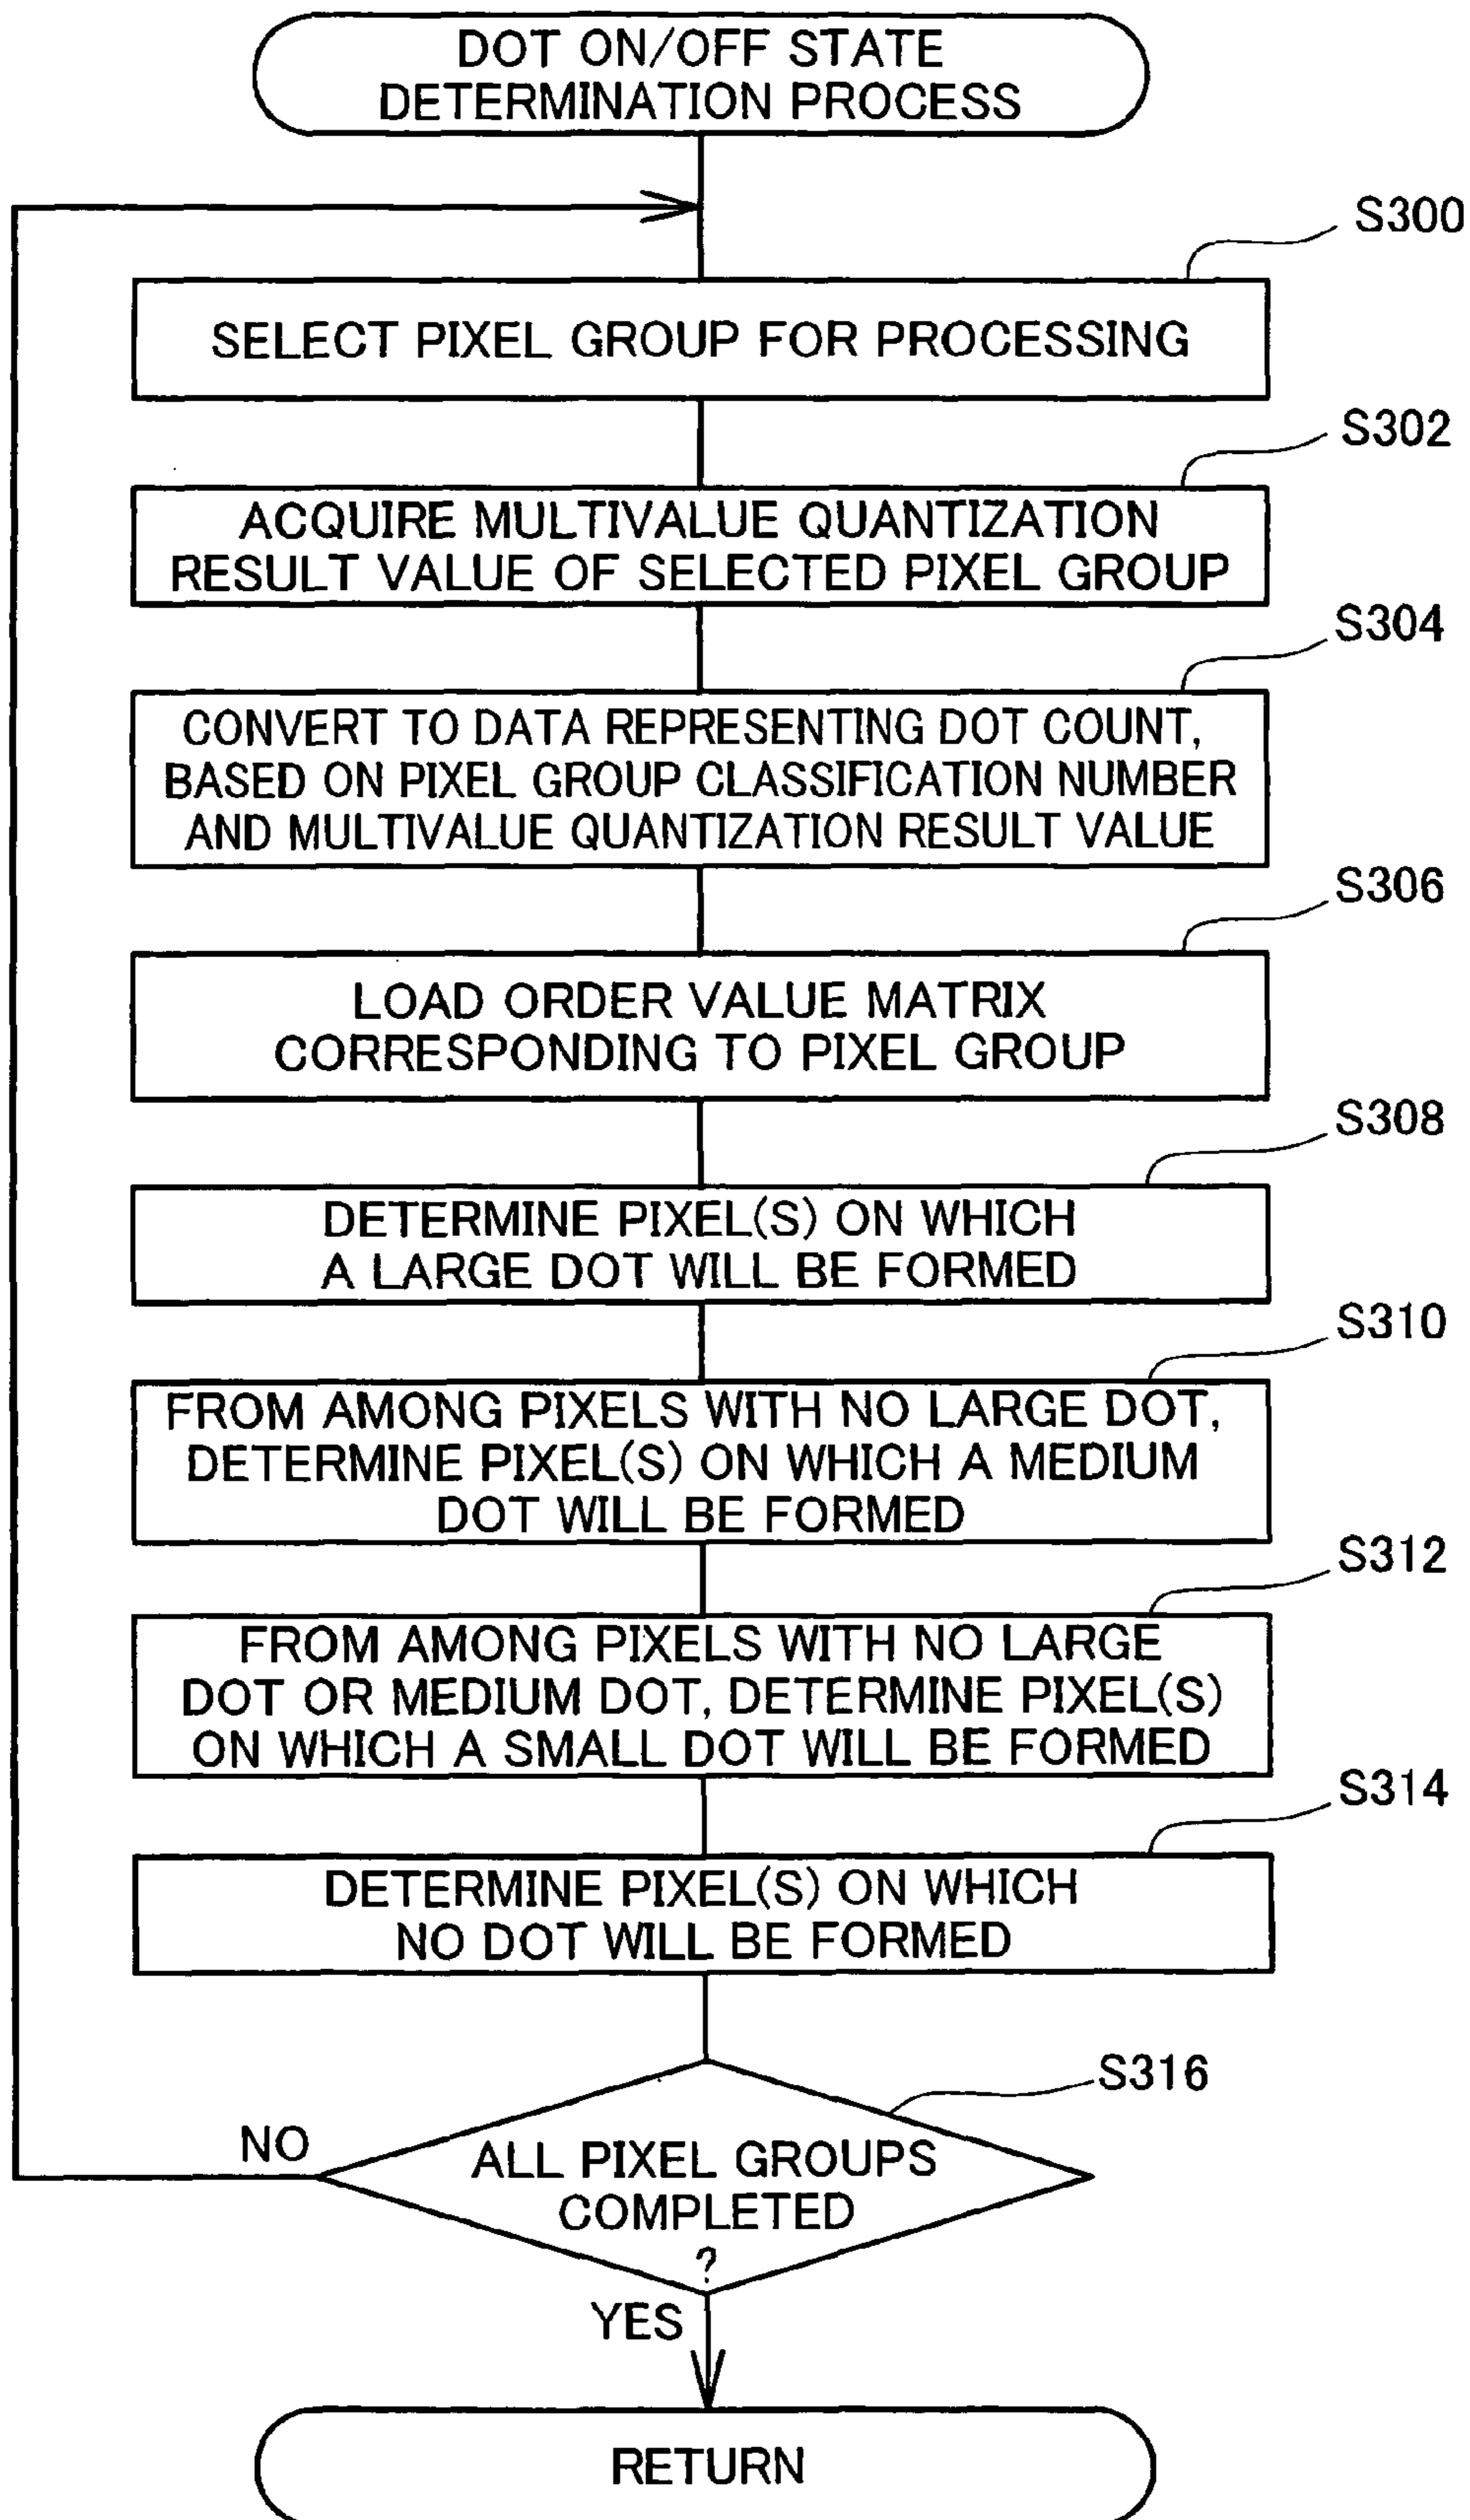 DOT ON/OFF STATE
DETERMINATION PROCESS
S300
SELECT PIXEL GROUP FOR PROCESSING
S302
ACQUIRE MULTIVALUE QUANTIZATION
RESULT VALUE OF SELECTED PIXEL GROUP
S304
CONVERT TO DATA REPRESENTING DOT COUNT,
BASED ON PIXEL GROUP CLASSIFICATION NUMBER
AND MULTIVALUE QUANTIZATION RESULT VALUE
S306
LOAD ORDER VALUE MATRIX
CORRESPONDING TO PIXEL GROUP
S308
DETERMINE PIXEL(S) ON WHICH
A LARGE DOT WILL BE FORMED
S310
FROM AMONG PIXELS WITH NO LARGE DOT,
DETERMINE PIXEL(S) ON WHICH A MEDIUM
DOT WILL BE FORMED
S312
FROM AMONG PIXELS WITH NO LARGE
DOT OR MEDIUM DOT, DETERMINE PIXEL(S)
ON WHICH A SMALL DOT WILL BE FORMED
S314
DETERMINE PIXEL(S) ON WHICH
NO DOT WILL BE FORMED
S316
NO
ALL PIXEL GROUPS
COMPLETED
?
YES
RETURN